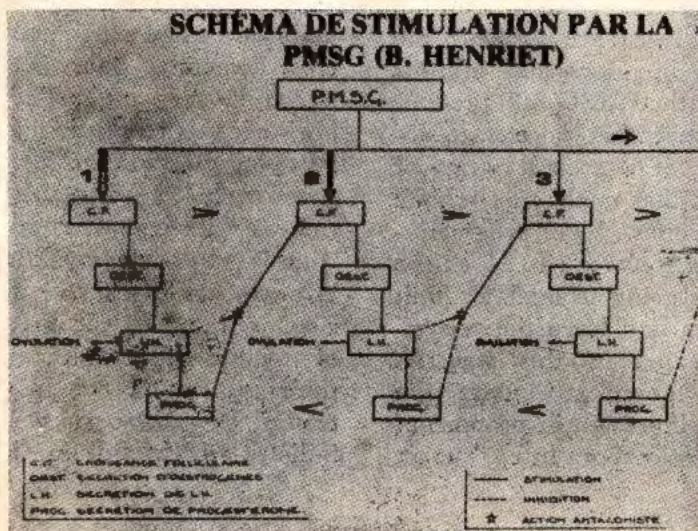 SCHÉMA DE STIMULATION PAR LA
PMSG (B. HENRIET)
P.M.S.G.
1 2 3
C.F. > C.F. > C.F. >
OEST. OEST. OEST.
OVULATION L.H. OVULATION L.H. OVULATION L.H.
PROG. < PROG. < PROG.
C.F. CROISSANCE FOLLICULAIRE
OEST. SECRETION D'OESTROGENES
L.H. SECRETION DE L.H.
PROG. SECRETION DE PROGESTERONE.
STIMULATION
INHIBITION
ACTION ANTAGONISTE